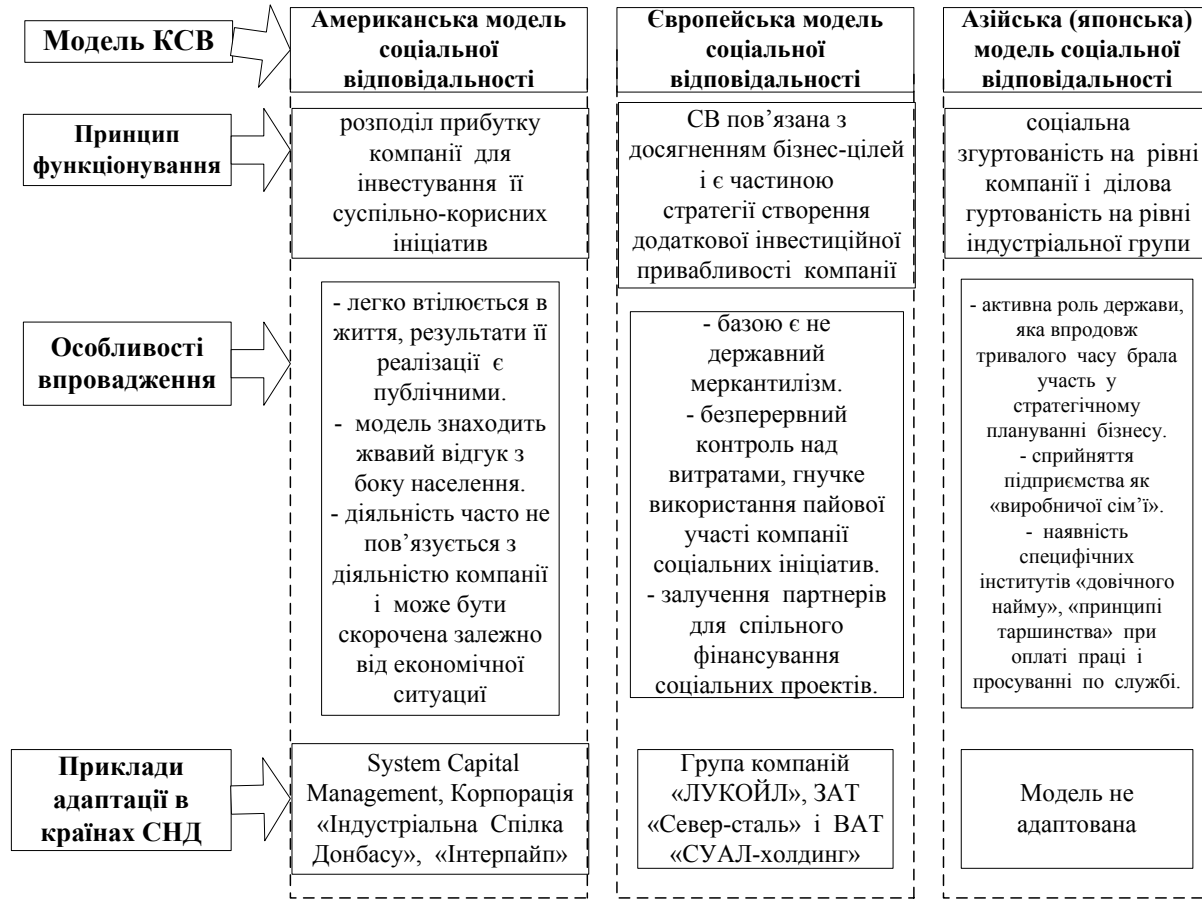 Модель КСВ
Американська модель
соціальної
відповідальності
Європейська модель
соціальної
відповідальності
Азійська (японська)
модель соціальної
відповідальності
Принцип
функціонування
розподіл прибутку
компанії для
інвестування її
суспільно-корисних
ініціатив
СВ пов’язана з
досягненням бізнес-цілей
і є частиною
стратегії створення
додаткової інвестиційної
привабливості компанії
соціальна
згуртованість на рівні
компанії і ділова
гуртованість на рівні
індустріальної групи
Особливості
впровадження
- легко втілюється в
життя, результати її
реалізації є
публічними.
- модель знаходить
жвавий відгук з
боку населення.
- діяльність часто не
пов’язується з
діяльністю компанії
і може бути
скорочена залежно
від економічної
ситуації
- базою є не
державний
меркантилізм.
- безперервний
контроль над
витратами, гнучке
використання пайової
участі компанії
соціальних ініціатив.
- залучення партнерів
для спільного
фінансування
соціальних проектів.
- активна роль держави,
яка впродовж
тривалого часу брала
участь у
стратегічному
плануванні бізнесу.
- сприйняття
підприємства як
«виробничої сім’ї».
- наявність
специфічних
інститутів «довічного
найму», «принципі
таршинства» при
оплаті праці і
просуванні по службі.
Приклади
адаптації в
країнах СНД
System Capital
Management, Корпорація
«Індустріальна Спілка
Донбасу», «Інтерпайп»
Група компаній
«ЛУКОЙЛ», ЗАТ
«Север-сталь» і ВАТ
«СУАЛ-холдинг»
Модель не
адаптована